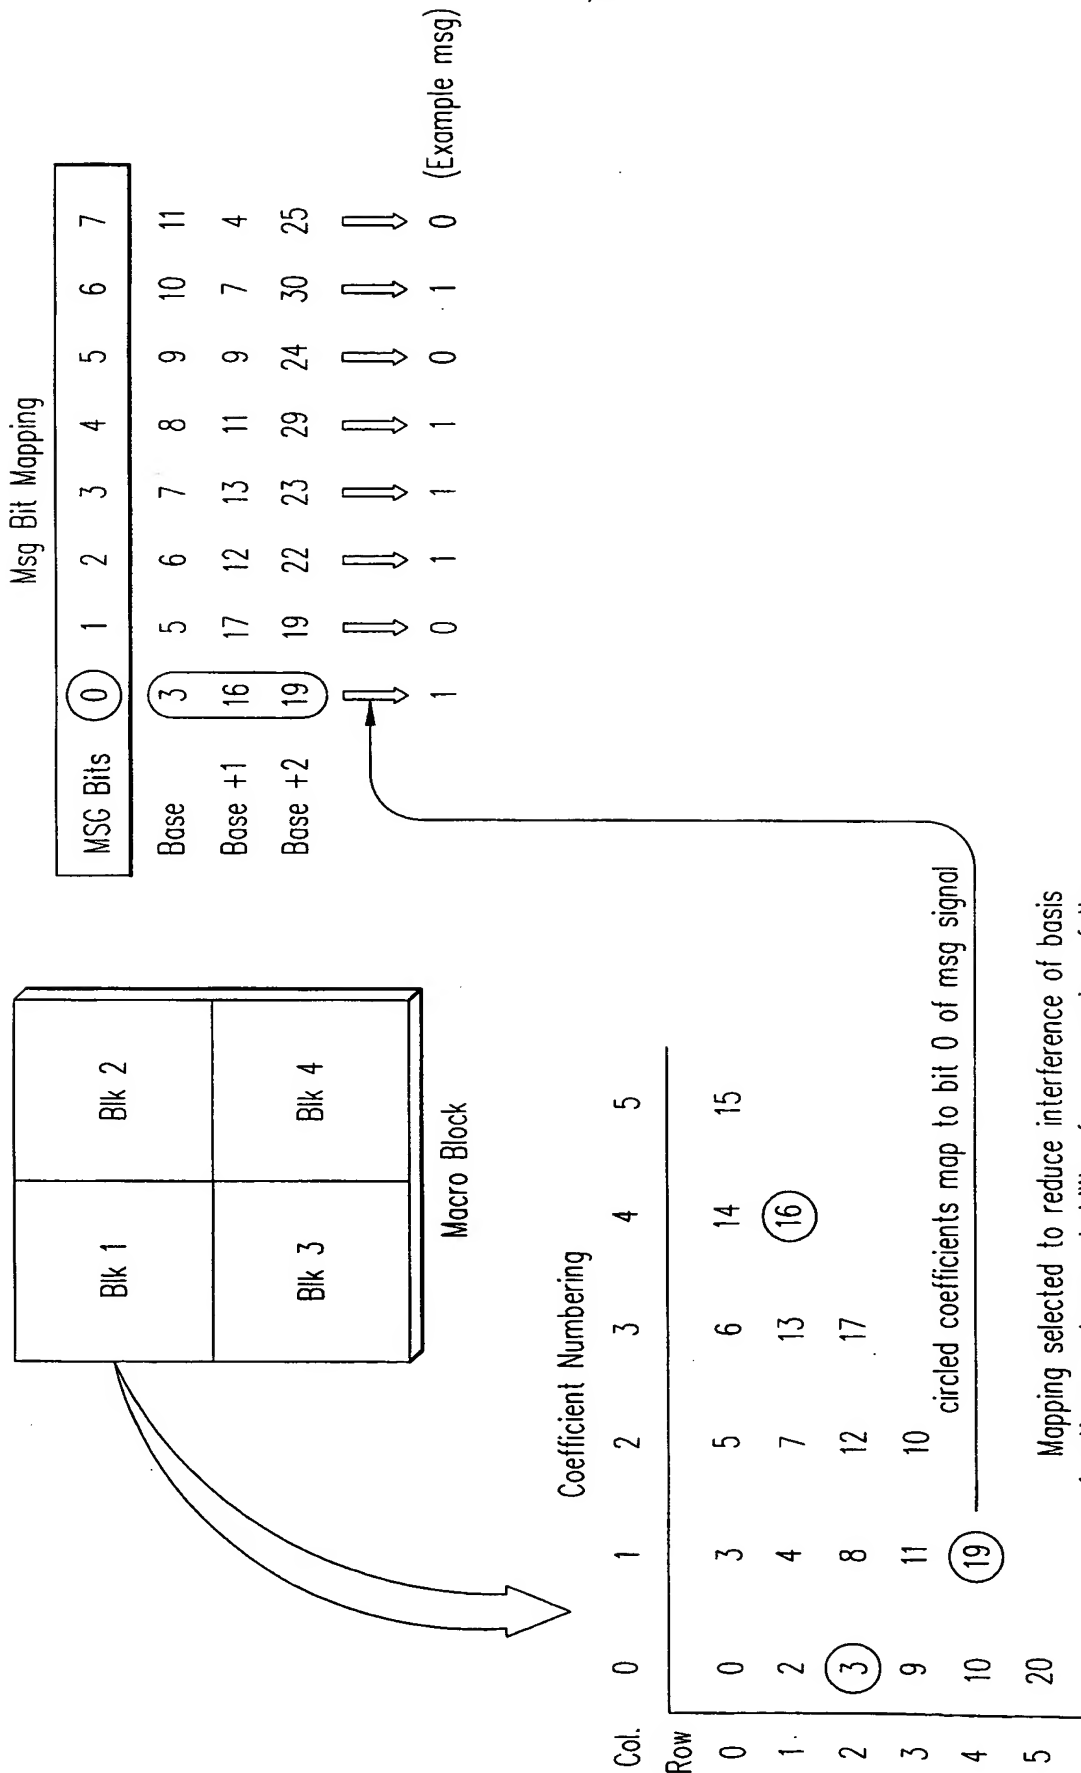 Msg Bit Mapping
MSG Bits 0 1 2 3 4 5 6 7
Base 3 5 6 7 8 9 10 11
Base +1 16 17 12 13 11 9 7 4
Base +2 19 19 22 23 29 24 30 25
1 0 1 1 1 0 1 0 (Example msg)
Blk 1 Blk 2
Blk 3 Blk 4
Macro Block
Coefficient Numbering
Col. 0 1 2 3 4 5
Row
0 0 3 5 6 14 15
1 2 4 7 13 16
2 3 8 12 17
3 9 11 10
4 10 19
5 20
circled coefficients map to bit 0 of msg signal
Mapping selected to reduce interference of basis